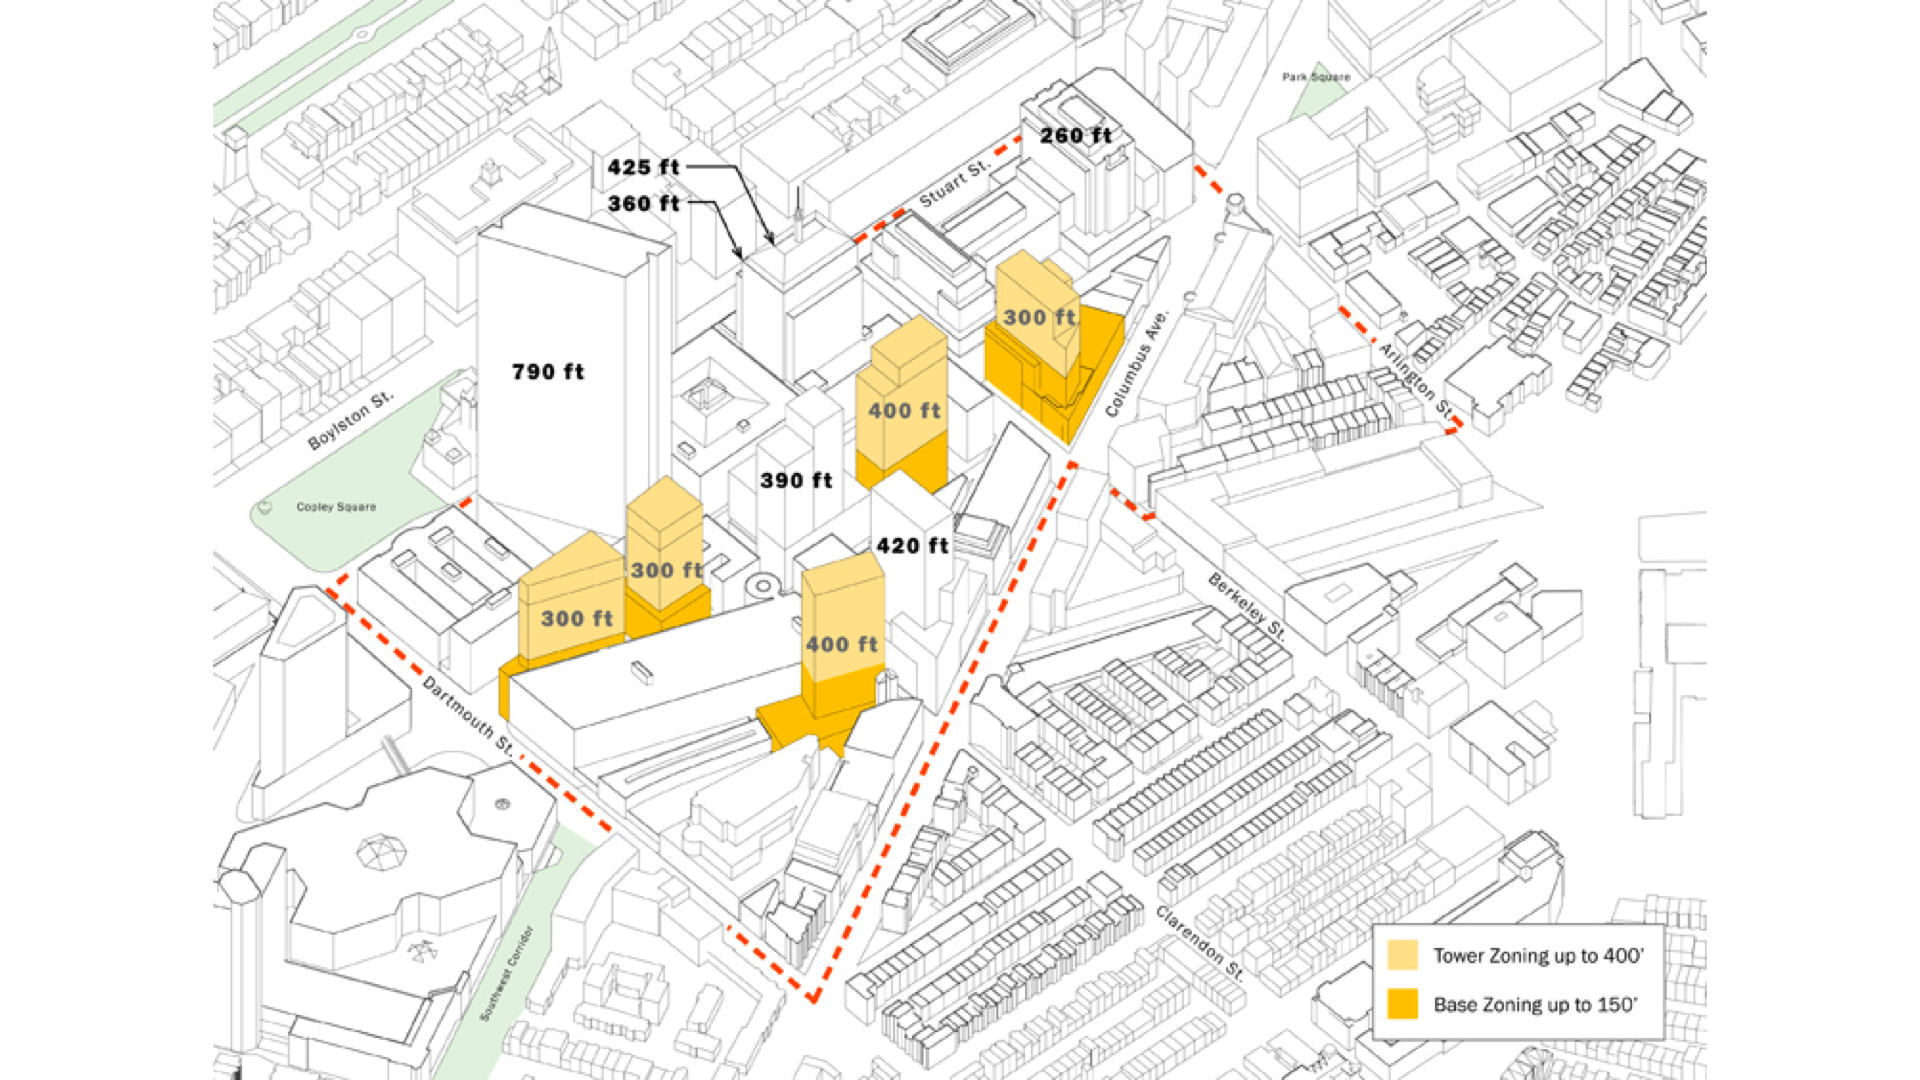 Park Square
260 ft
425 ft
Stuart St.
360 ft
300 ft
790 ft
Columbus Ave.
Arlington St.
Boylston St.
400 ft
390 ft
Copley Square
420 ft
300 ft
300 ft
Berkeley St.
400 ft
Dartmouth St.
Clarendon St.
Southwest Corridor
Tower Zoning up to 400'
Base Zoning up to 150'